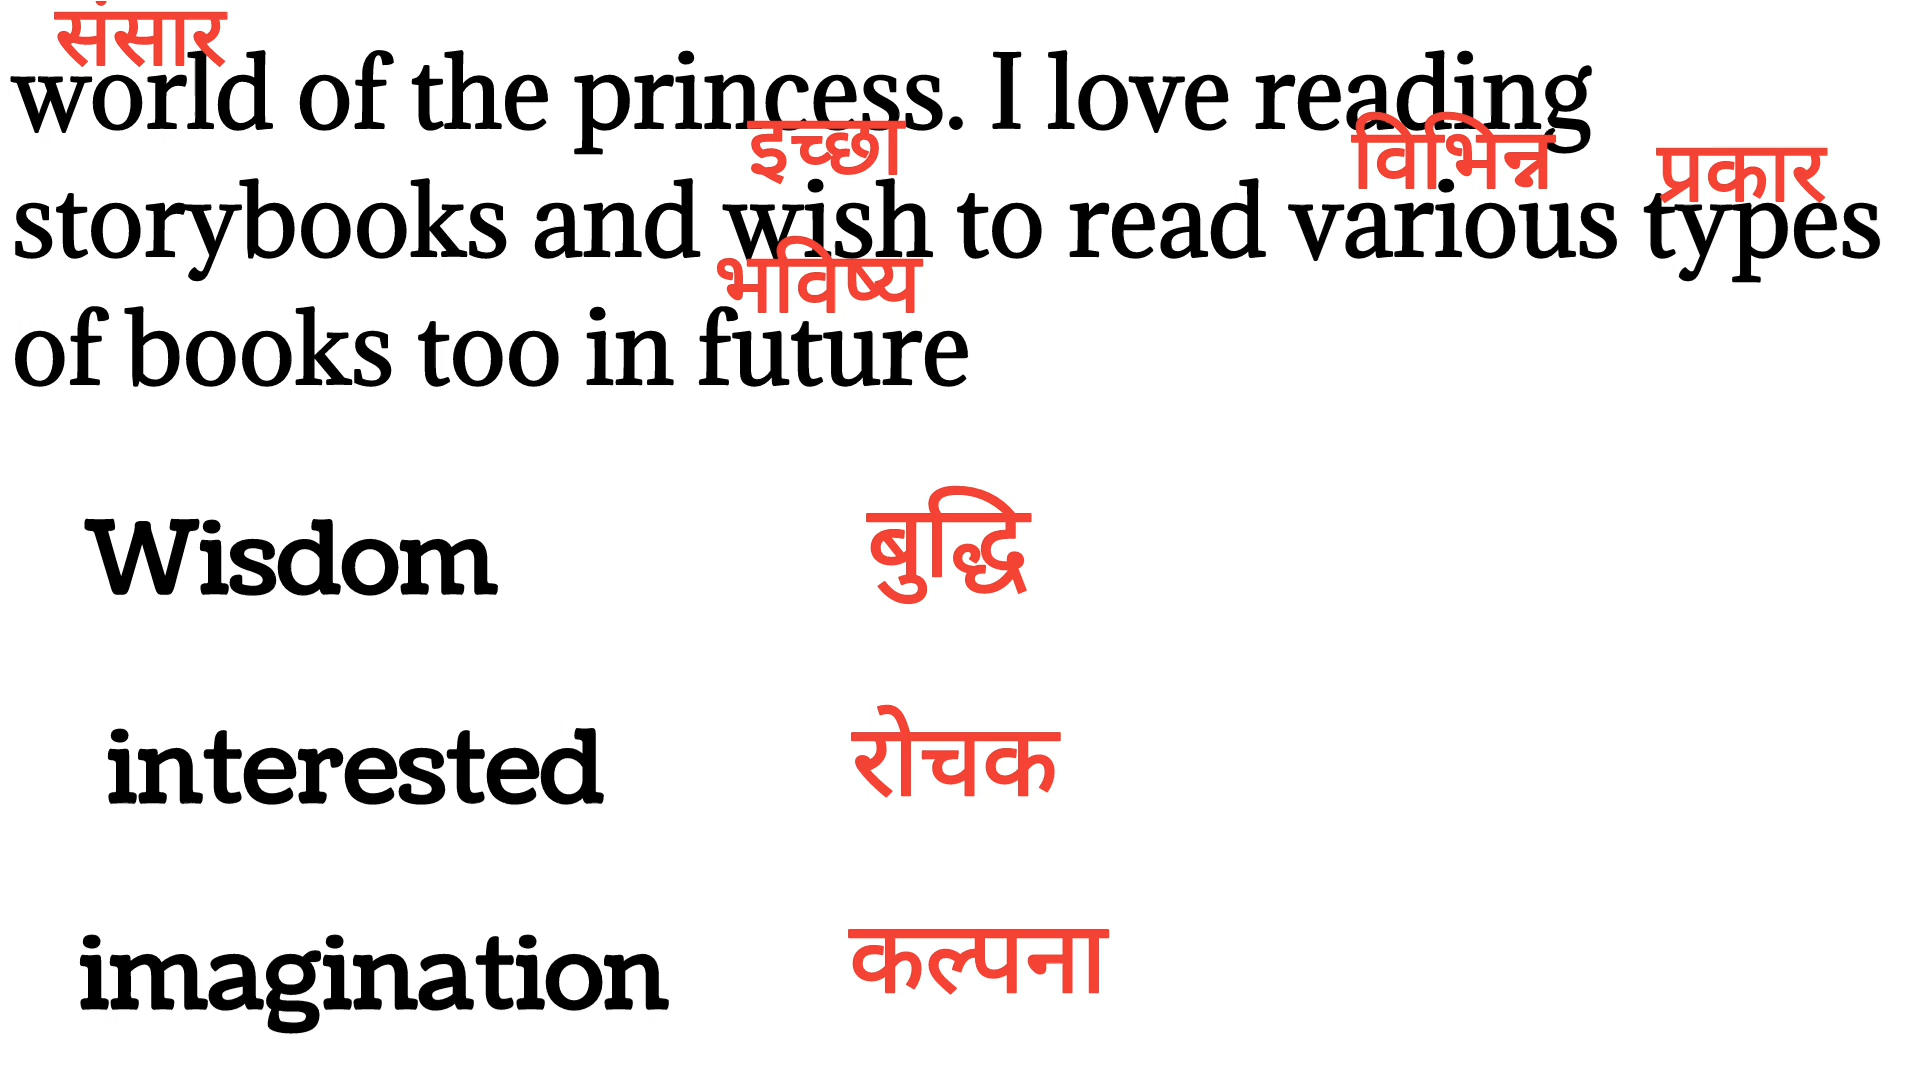 संसार
world of the princess. I love reading
इच्छा विभिन्न प्रकार
storybooks and wish to read various types
भविष्य
of books too in future
Wisdom बुद्धि
interested रोचक
imagination कल्पना